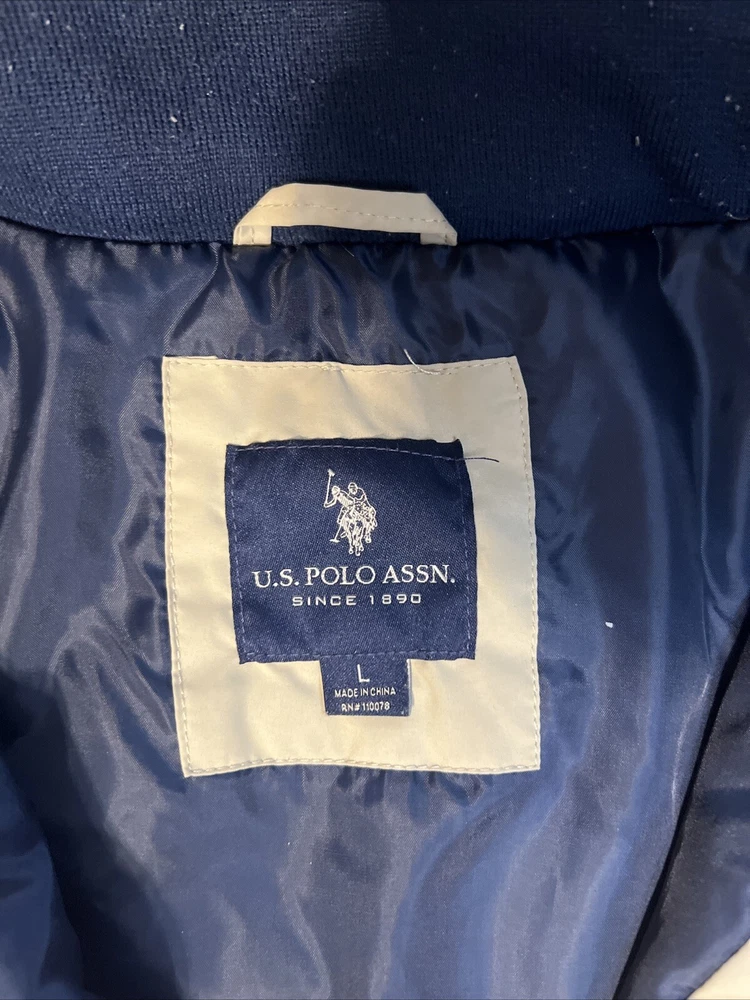 U.S. POLO ASSN.
SINCE 1890
L
MADE IN CHINA
RN# 110078